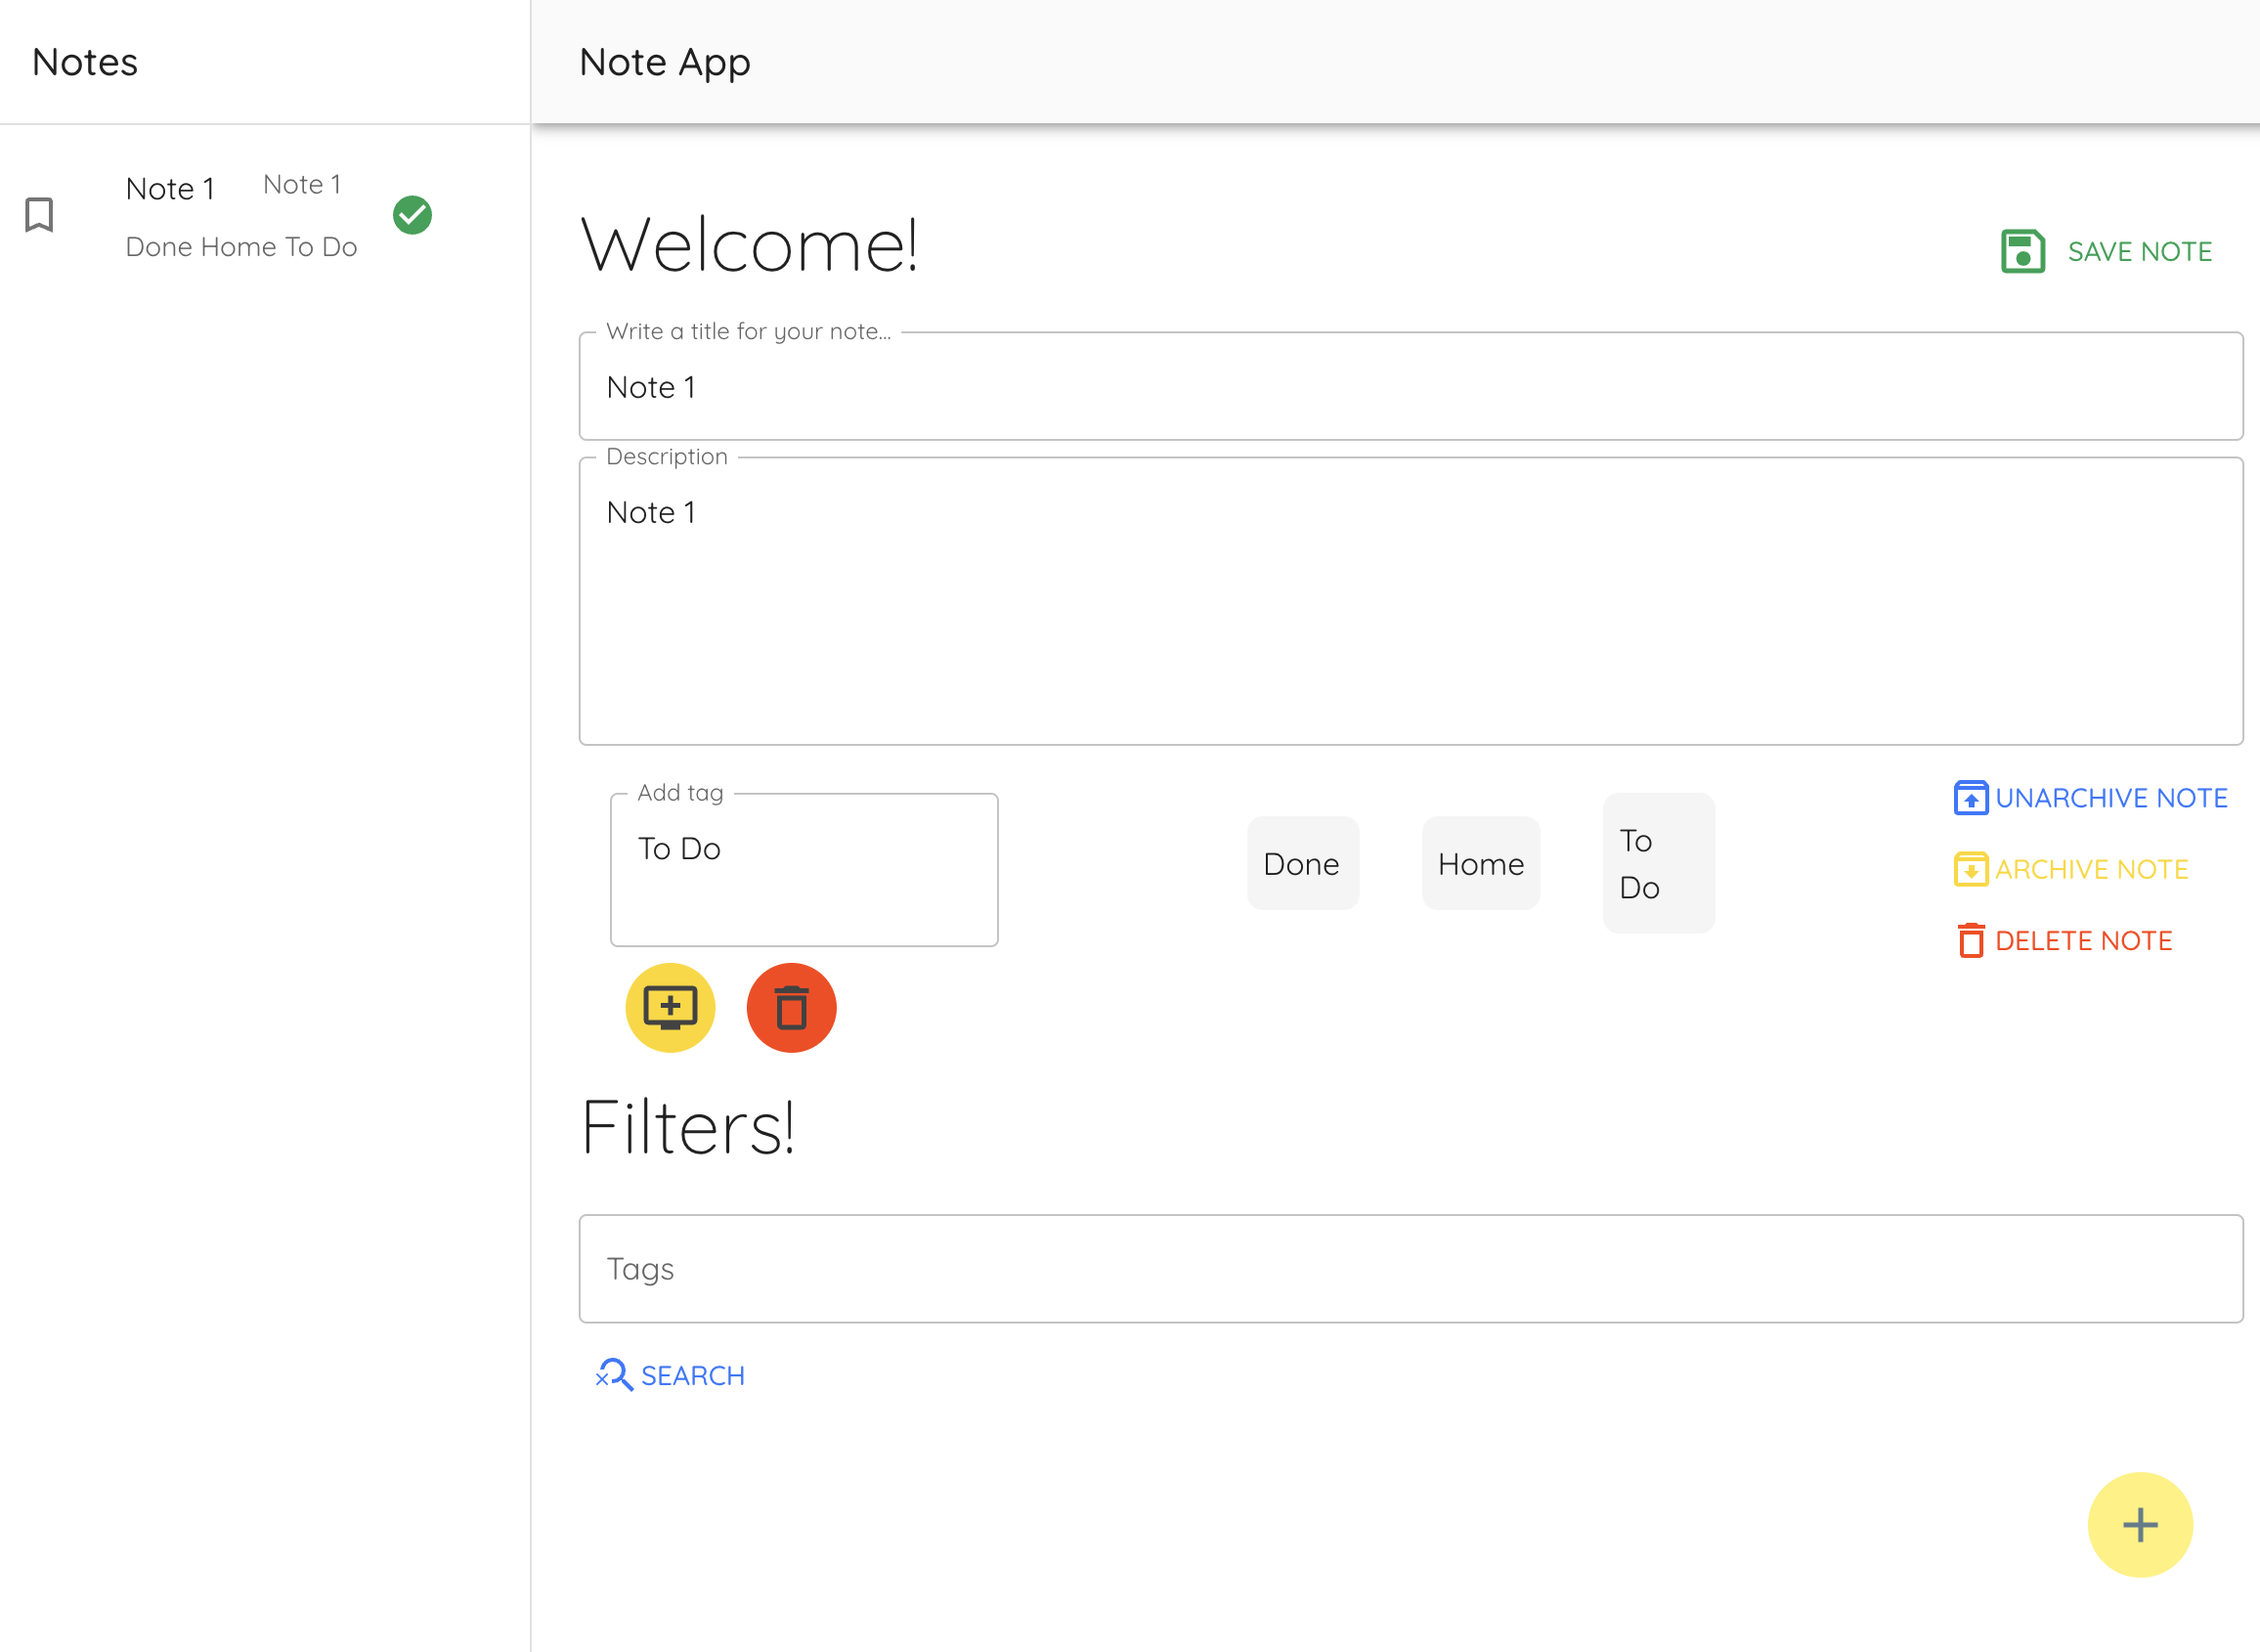 Notes
Note App
Note 1
Note 1
Done Home To Do
Welcome!
SAVE NOTE
Write a title for your note...
Note 1
Description
Note 1
Add tag
To Do
Done
Home
To
Do
UNARCHIVE NOTE
ARCHIVE NOTE
DELETE NOTE
Filters!
Tags
SEARCH